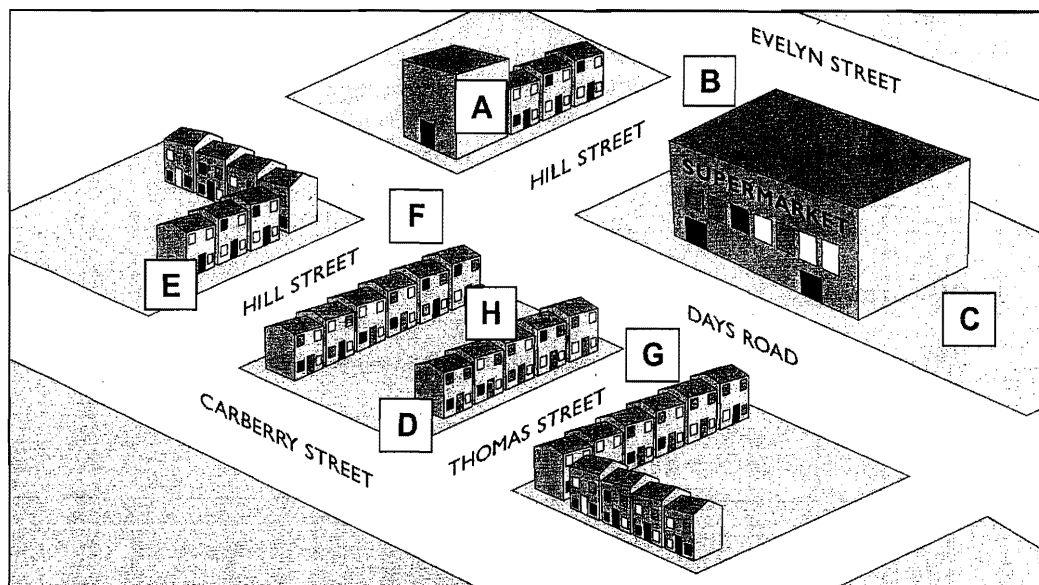 EVELYN STREET
B
A
HILL STREET
SUPERMARKET
F
E
HILL STREET
H
C
DAYS ROAD
G
D
CARBERRY STREET
THOMAS STREET